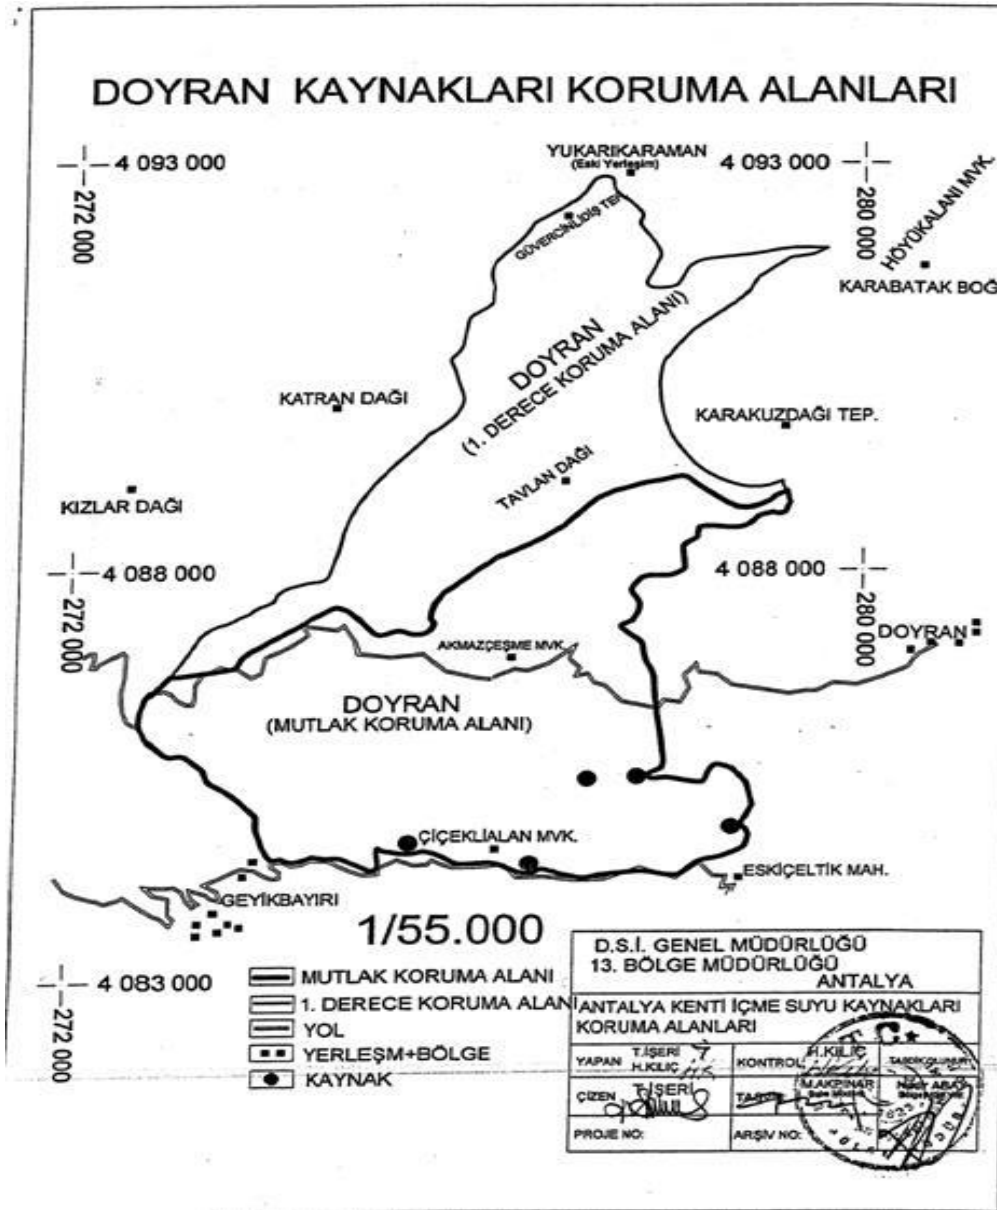 DOYRAN KAYNAKLARI KORUMA ALANLARI
YUKARIKARAMAN
(Eski Yerleşim)
4 093 000
4 093 000
272 000
280 000
HÖYÜKALANI MVK.
GÜVERCİNLİDİŞ TEP.
KARABATAK BOĞ
DOYRAN
(1. DERECE KORUMA ALANI)
KATRAN DAĞI
KARAKUZDAĞI TEP.
TAVLAN DAĞI
KIZLAR DAĞI
4 088 000
4 088 000
272 000
280 000
DOYRAN
AKMAZÇEŞME MVK.
DOYRAN
(MUTLAK KORUMA ALANI)
ÇİÇEKLİALAN MVK.
ESKİÇELTİK MAH.
GEYİKBAYIRI
1/55.000
4 083 000
272 000
MUTLAK KORUMA ALANI
1. DERECE KORUMA ALANI
YOL
YERLEŞM+BÖLGE
KAYNAK
D.S.İ. GENEL MÜDÜRLÜĞÜ
13. BÖLGE MÜDÜRLÜĞÜ
ANTALYA
ANTALYA KENTİ İÇME SUYU KAYNAKLARI
KORUMA ALANLARI
YAPAN T.İŞERİ H.KILIÇ KONTROL H.KILIÇ
ÇİZEN T.İŞERİ M.AKPINAR
PROJE NO: ARŞİV NO:
T.C.